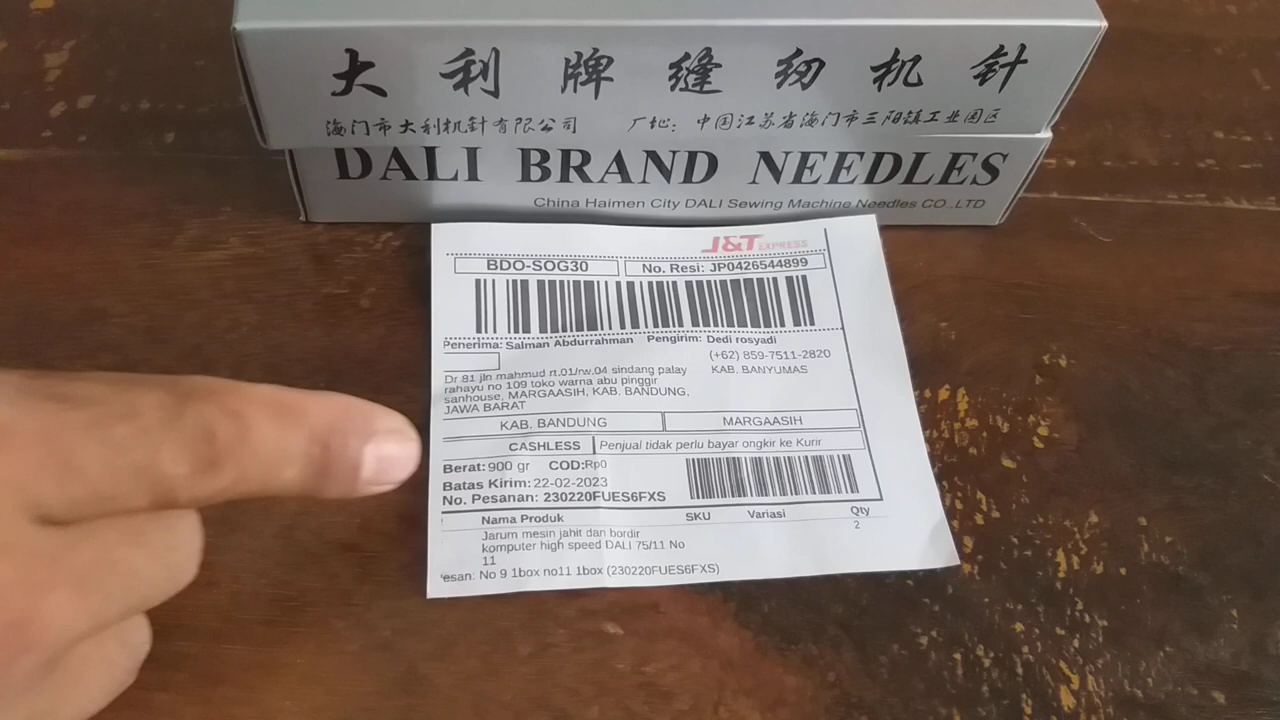 大利牌缝纫机针
海门市大利机针有限公司 厂址：中国江苏省海门市三阳镇工业园区
DALI BRAND NEEDLES
China Haimen City DALI Sewing Machine Needles CO.,LTD
J&T EXPRESS
BDO-SOG30 No. Resi: JP0426544899
Penerima: Salman Abdurrahman Pengirim: Dedi rosyadi
(+62) 859-7511-2820
KAB. BANYUMAS
Dr 81 jln mahmud rt.01/rw.04 sindang palay
rahayu no 109 toko warna abu pinggir
sanhouse, MARGAASIH, KAB. BANDUNG,
JAWA BARAT
KAB. BANDUNG MARGAASIH
CASHLESS Penjual tidak perlu bayar ongkir ke Kurir
Berat: 900 gr COD:Rp0
Batas Kirim: 22-02-2023
No. Pesanan: 230220FUES6FXS
Nama Produk SKU Variasi Qty
Jarum mesin jahit dan bordir 2
komputer high speed DALI 75/11 No
11
esan: No 9 1box no11 1box (230220FUES6FXS)